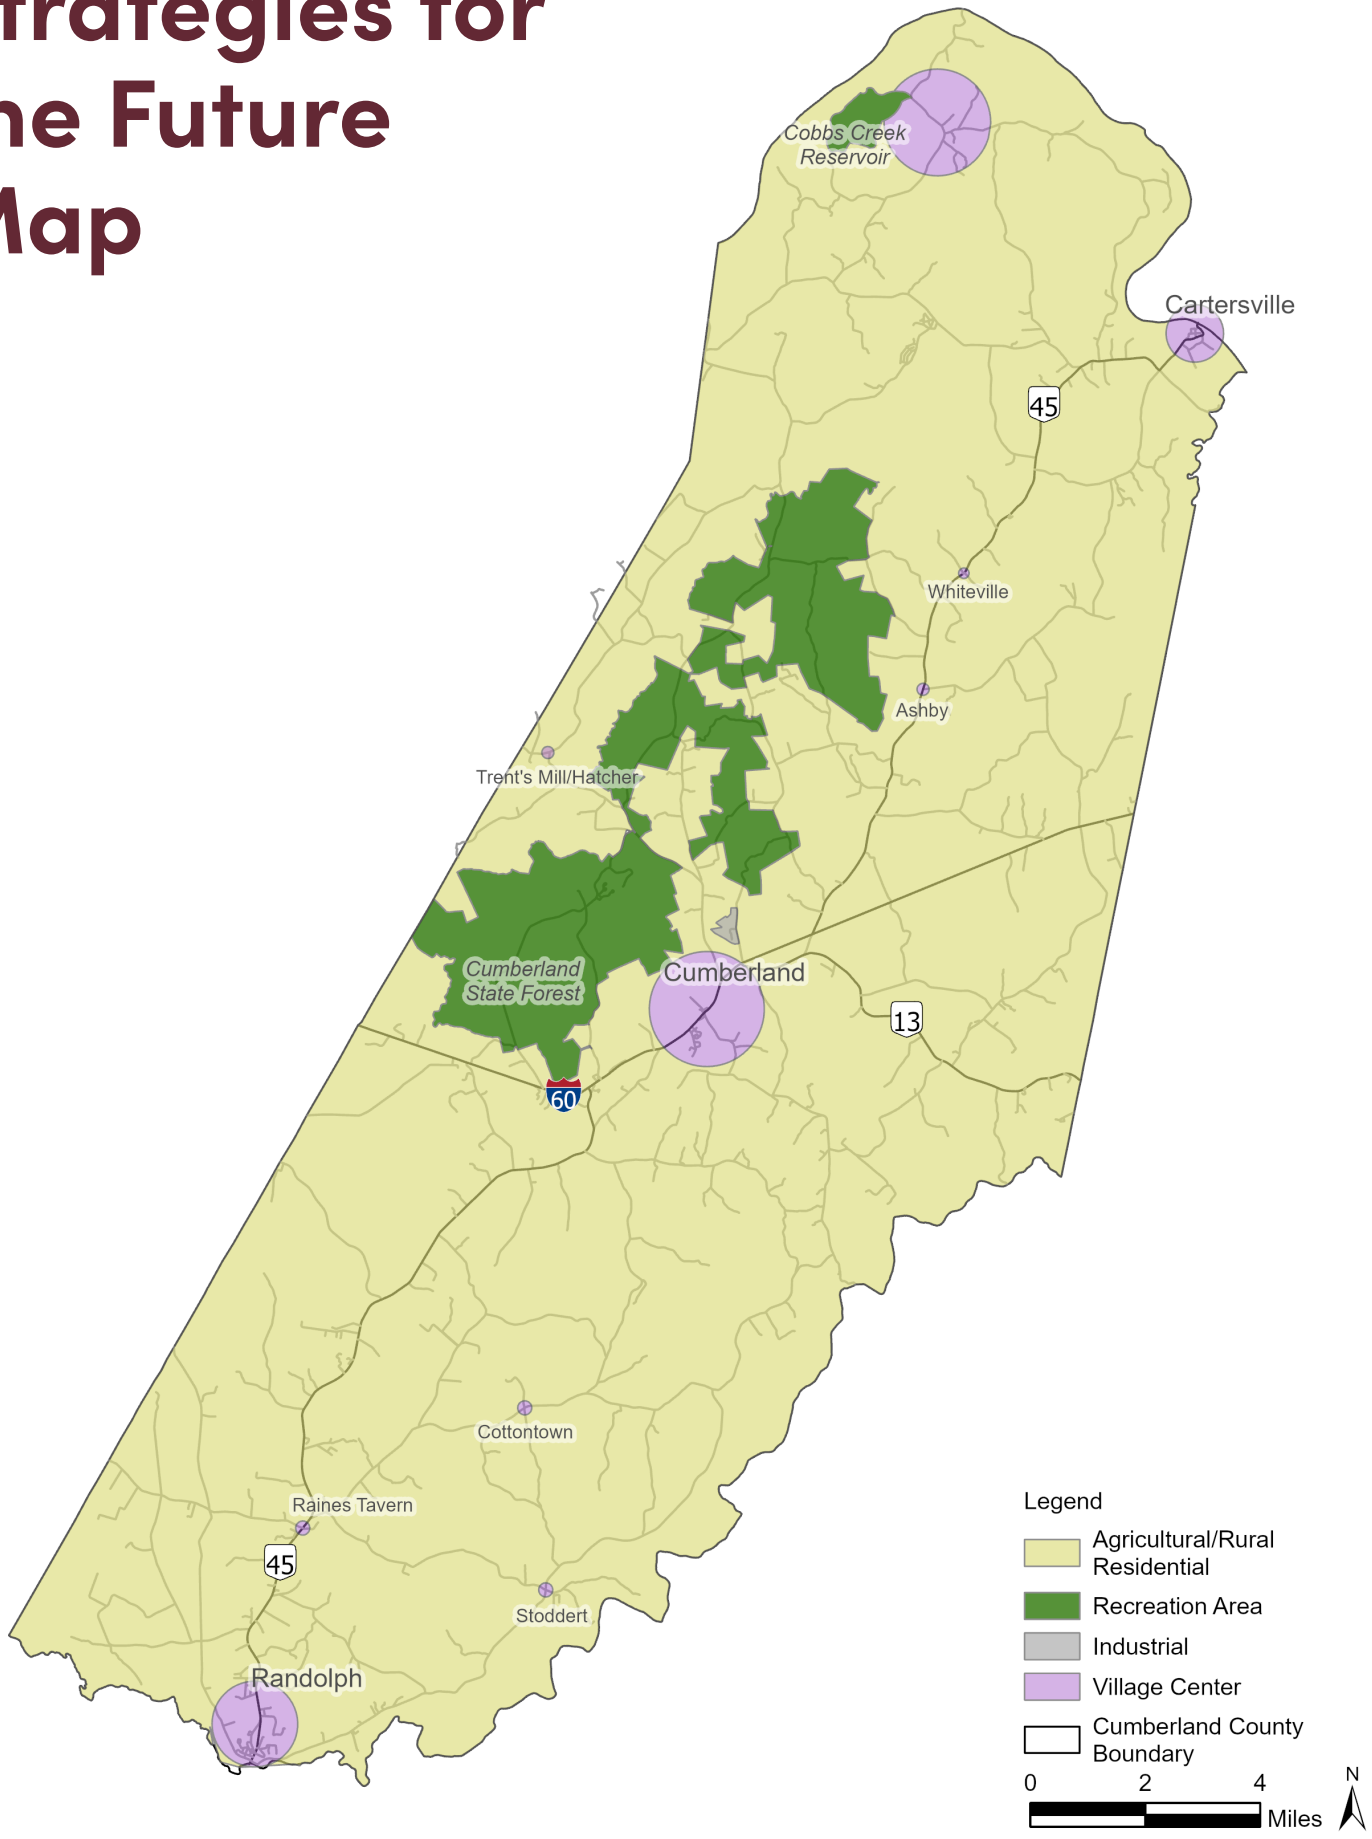 trategies for
ne Future
Map
Cobbs Creek
Reservoir
Cartersville
45
Whiteville
Ashby
Trent's Mill/Hatcher
Cumberland
State Forest
Cumberland
13
60
Cottontown
Raines Tavern
45
Stoddert
Randolph
Legend
Agricultural/Rural
Residential
Recreation Area
Industrial
Village Center
Cumberland County
Boundary
0 2 4
Miles
N